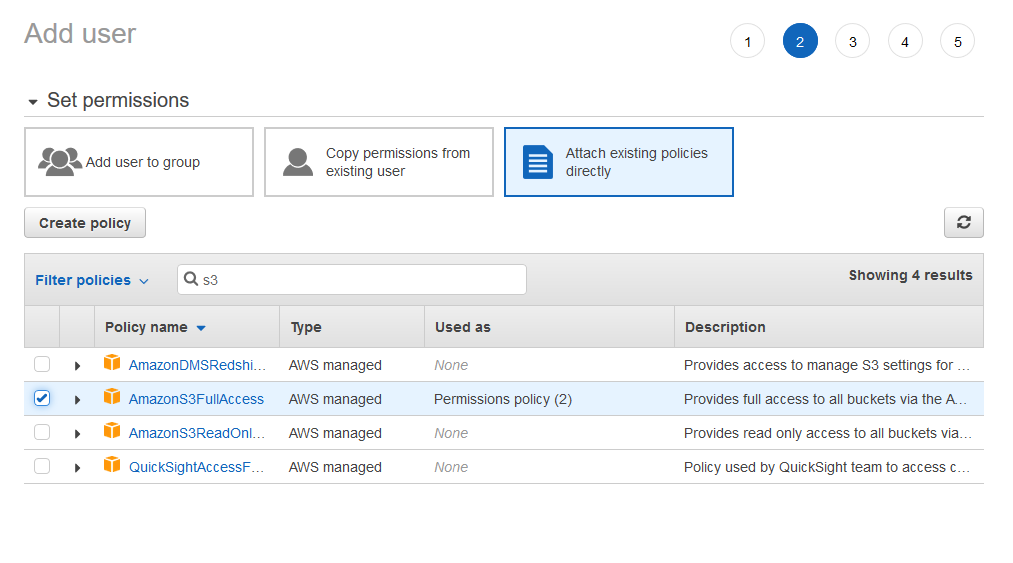 Add user
1 2 3 4 5
Set permissions
Add user to group
Copy permissions from
existing user
Attach existing policies
directly
Create policy
Filter policies
s3
Showing 4 results
Policy name Type Used as Description
AmazonDMSRedshi... AWS managed None Provides access to manage S3 settings for ...
AmazonS3FullAccess AWS managed Permissions policy (2) Provides full access to all buckets via the A...
AmazonS3ReadOnl... AWS managed None Provides read only access to all buckets via...
QuickSightAccessF... AWS managed None Policy used by QuickSight team to access c...